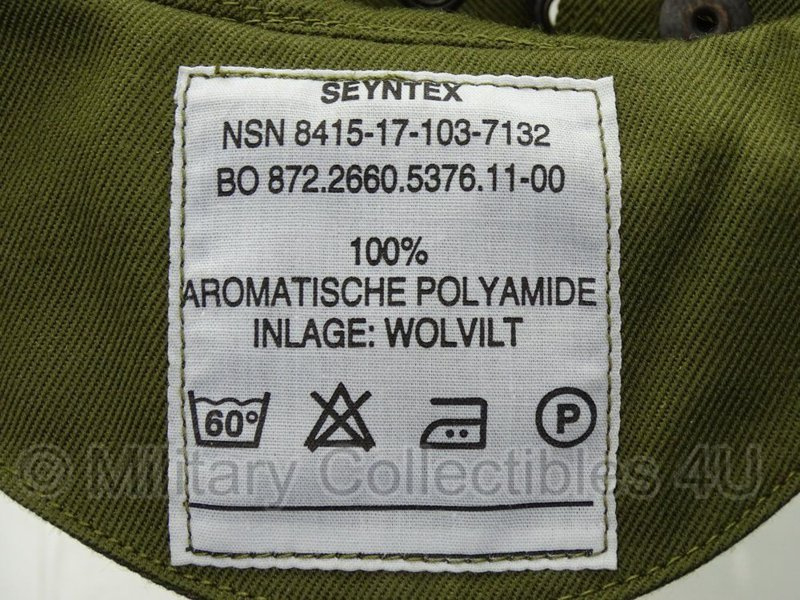 SEYNTEX
NSN 8415-17-103-7132
BO 872.2660.5376.11-00
100%
AROMATISCHE POLYAMIDE
INLAGE: WOLVILT
60°
P
© Military Collectibles 4U